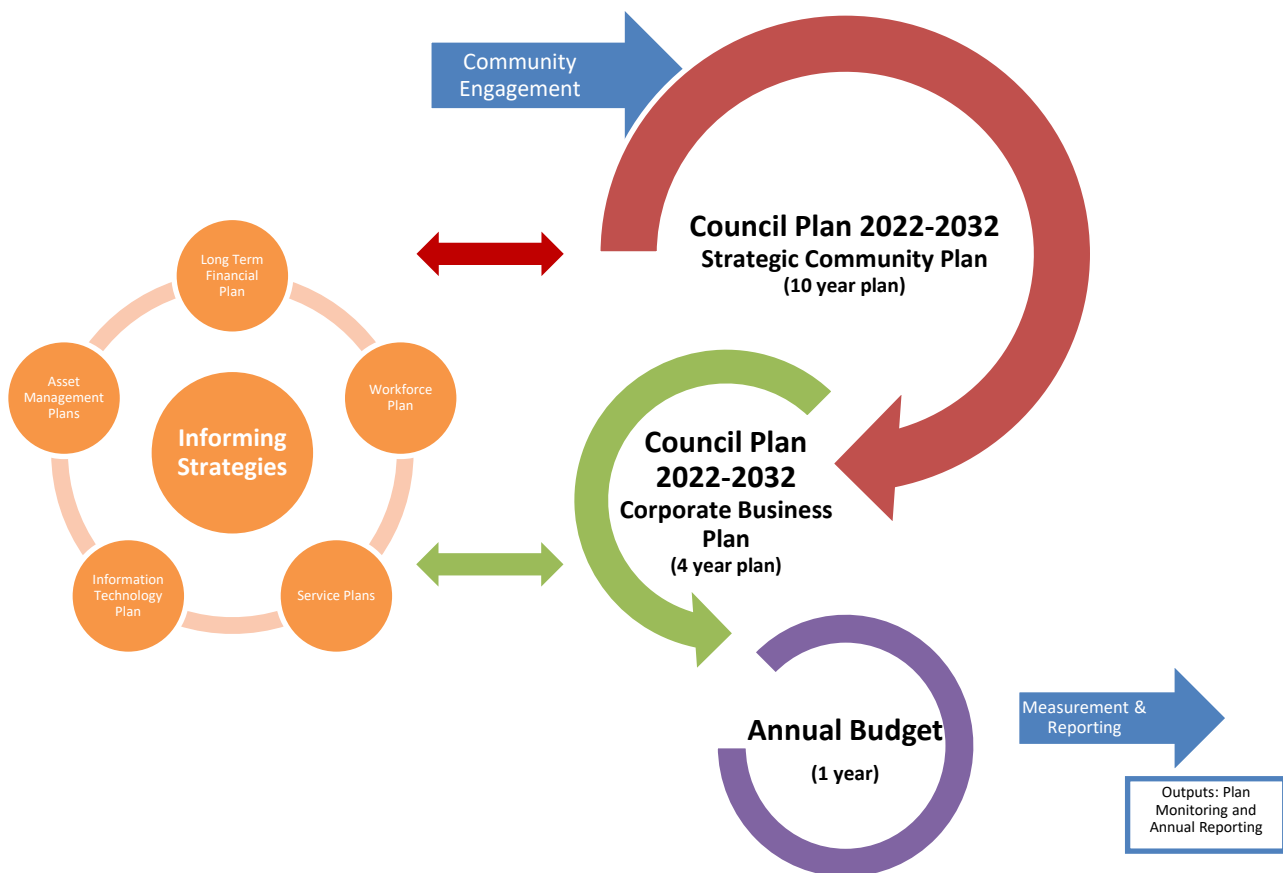 Community
Engagement
Council Plan 2022-2032
Strategic Community Plan
(10 year plan)
Long Term
Financial
Plan
Asset
Management
Plans
Workforce
Plan
Informing
Strategies
Information
Technology
Plan
Service Plans
Council Plan
2022-2032
Corporate Business
Plan
(4 year plan)
Annual Budget
(1 year)
Measurement &
Reporting
Outputs: Plan
Monitoring and
Annual Reporting